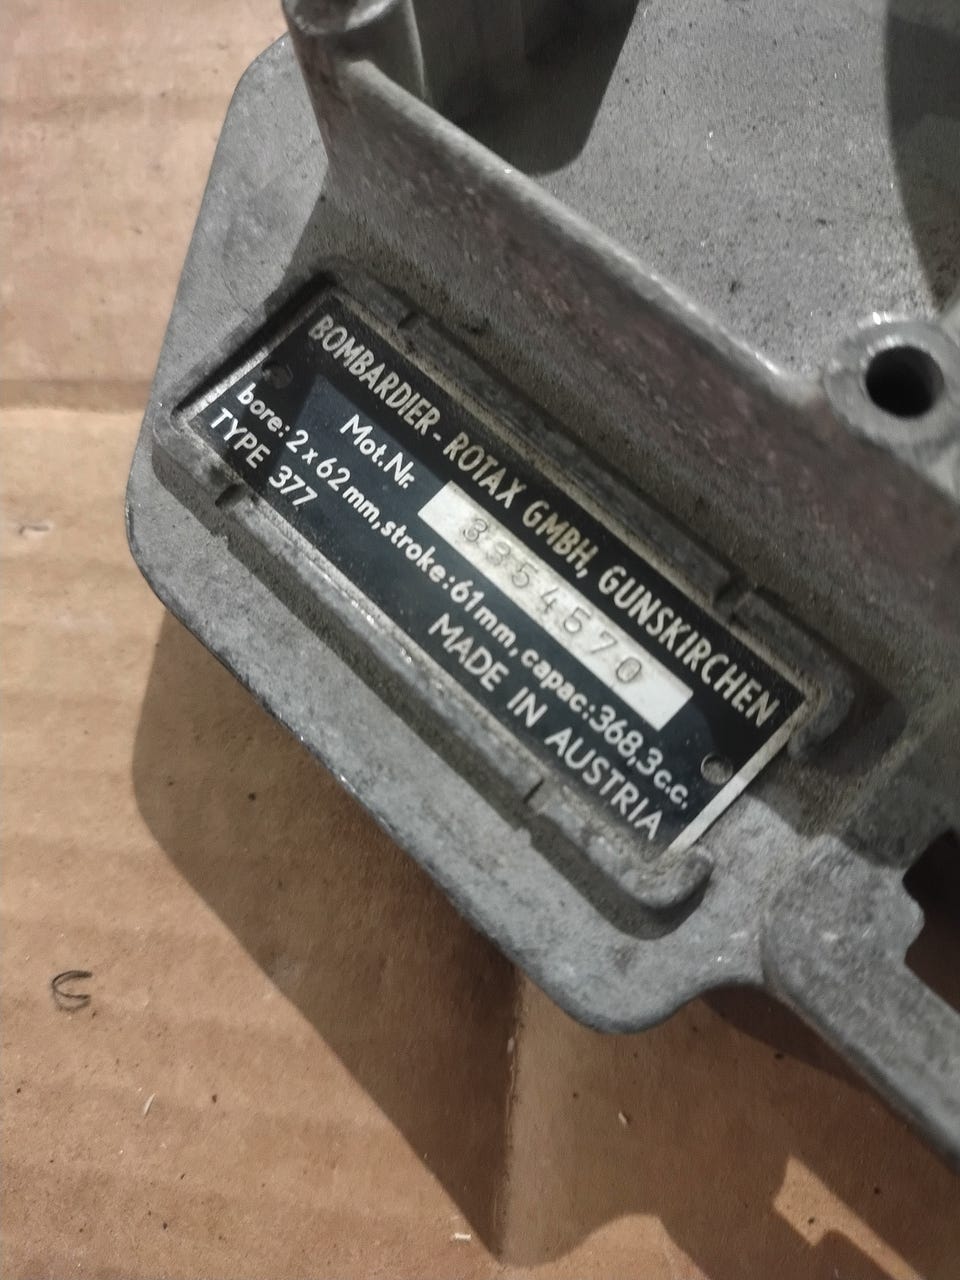 BOMBARDIER-ROTAX GMBH, GUNSKIRCHEN
Mot.Nr. 3354570
bore: 2 x 62 mm, stroke: 61 mm, capac: 368,3 c.c.
TYPE 377 MADE IN AUSTRIA